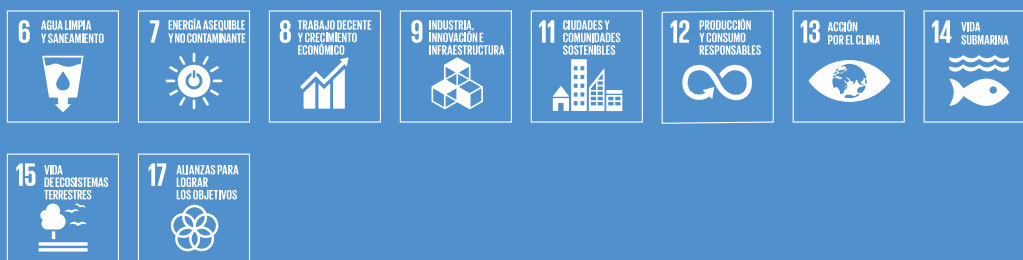 6 AGUA LIMPIA
Y SANEAMIENTO
7 ENERGÍA ASEQUIBLE
Y NO CONTAMINANTE
8 TRABAJO DECENTE
Y CRECIMIENTO
ECONÓMICO
9 INDUSTRIA,
INNOVACIÓN E
INFRAESTRUCTURA
11 CIUDADES Y
COMUNIDADES
SOSTENIBLES
12 PRODUCCIÓN
Y CONSUMO
RESPONSABLES
13 ACCIÓN
POR EL CLIMA
14 VIDA
SUBMARINA
15 VIDA
DE ECOSISTEMAS
TERRESTRES
17 ALIANZAS PARA
LOGRAR
LOS OBJETIVOS